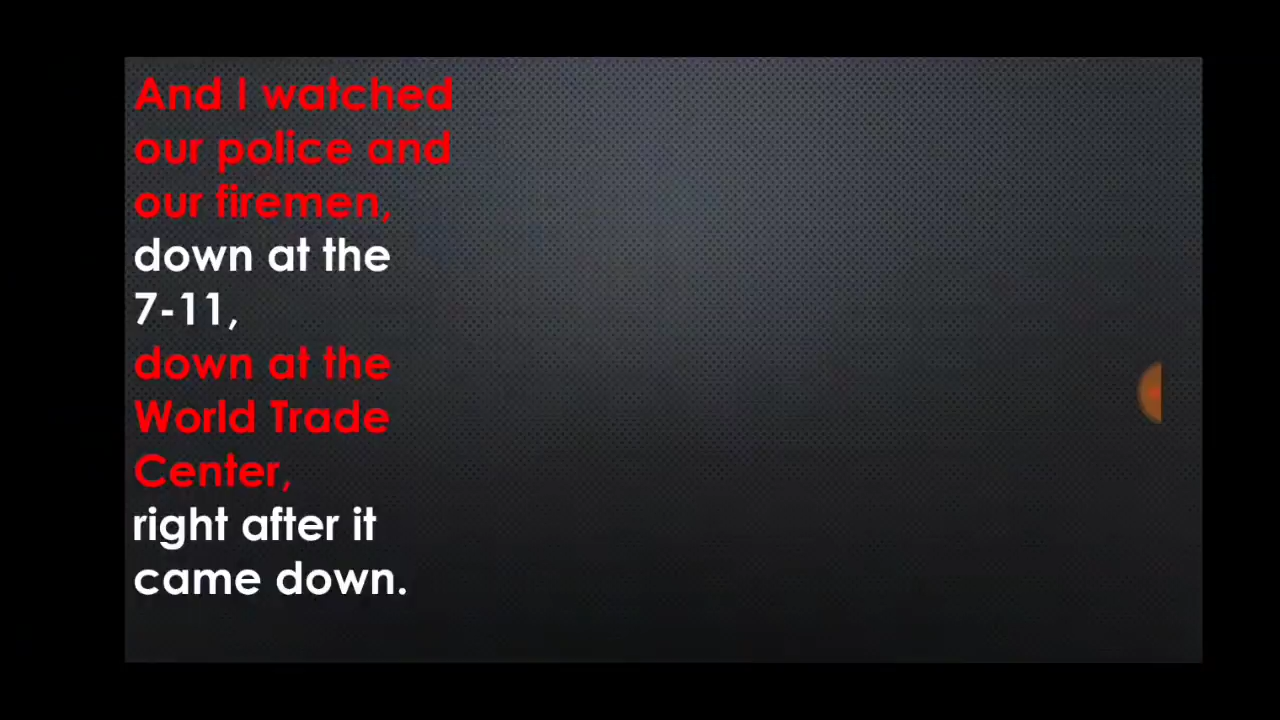 And I watched
our police and
our firemen,
down at the
7-11,
down at the
World Trade
Center,
right after it
came down.